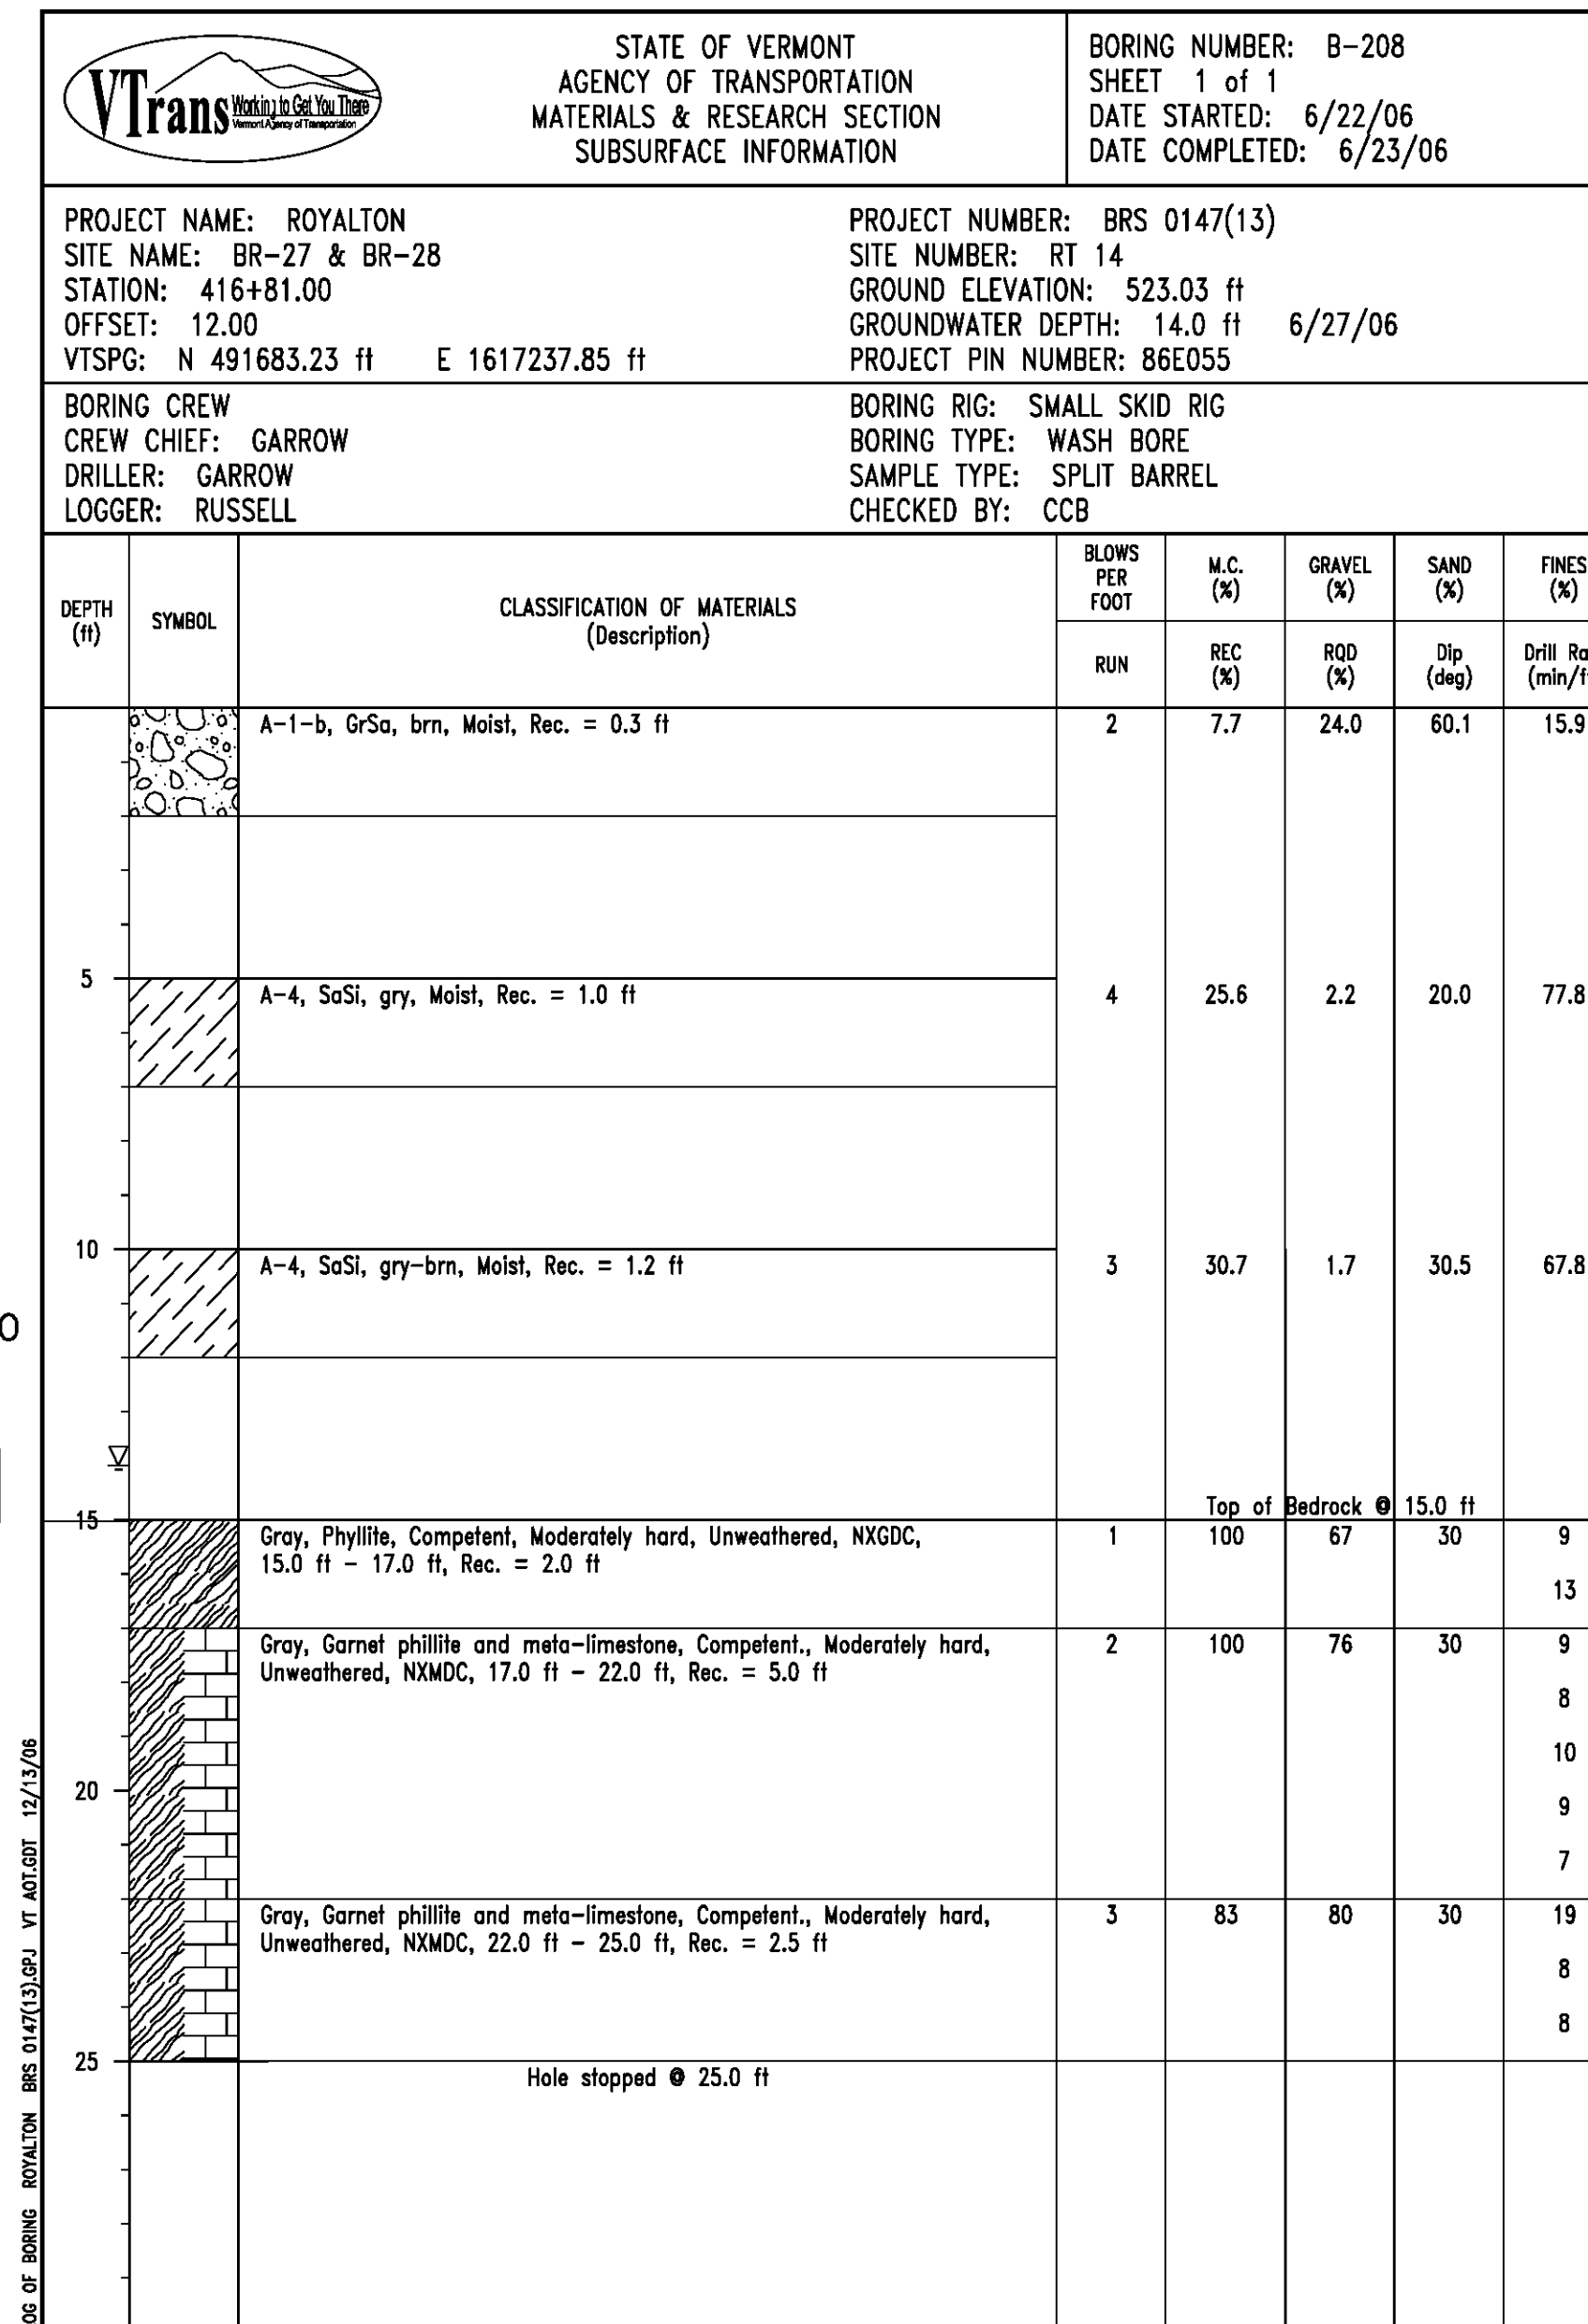 VTrans Working to Get You There
Vermont Agency of Transportation
STATE OF VERMONT
AGENCY OF TRANSPORTATION
MATERIALS & RESEARCH SECTION
SUBSURFACE INFORMATION
BORING NUMBER: B-208
SHEET 1 of 1
DATE STARTED: 6/22/06
DATE COMPLETED: 6/23/06
PROJECT NAME: ROYALTON
SITE NAME: BR-27 & BR-28
STATION: 416+81.00
OFFSET: 12.00
VTSPG: N 491683.23 ft E 1617237.85 ft
PROJECT NUMBER: BRS 0147(13)
SITE NUMBER: RT 14
GROUND ELEVATION: 523.03 ft
GROUNDWATER DEPTH: 14.0 ft 6/27/06
PROJECT PIN NUMBER: 86E055
BORING CREW
CREW CHIEF: GARROW
DRILLER: GARROW
LOGGER: RUSSELL
BORING RIG: SMALL SKID RIG
BORING TYPE: WASH BORE
SAMPLE TYPE: SPLIT BARREL
CHECKED BY: CCB
DEPTH
(ft)
SYMBOL
CLASSIFICATION OF MATERIALS
(Description)
BLOWS
PER
FOOT
M.C.
(%)
GRAVEL
(%)
SAND
(%)
FINES
(%)
RUN
REC
(%)
RQD
(%)
Dip
(deg)
Drill Ra
(min/f
A-1-b, GrSa, brn, Moist, Rec. = 0.3 ft 2 7.7 24.0 60.1 15.9
5 A-4, SaSi, gry, Moist, Rec. = 1.0 ft 4 25.6 2.2 20.0 77.8
10 A-4, SaSi, gry-brn, Moist, Rec. = 1.2 ft 3 30.7 1.7 30.5 67.8
Top of Bedrock @ 15.0 ft
15 Gray, Phyllite, Competent, Moderately hard, Unweathered, NXGDC, 1 100 67 30 9
15.0 ft - 17.0 ft, Rec. = 2.0 ft
13
Gray, Garnet phillite and meta-limestone, Competent., Moderately hard, 2 100 76 30 9
Unweathered, NXMDC, 17.0 ft - 22.0 ft, Rec. = 5.0 ft
8
10
20
9
7
Gray, Garnet phillite and meta-limestone, Competent., Moderately hard, 3 83 80 30 19
Unweathered, NXMDC, 22.0 ft - 25.0 ft, Rec. = 2.5 ft
8
8
25
Hole stopped @ 25.0 ft
OG OF BORING ROYALTON BRS 0147(13).GPJ VT AOT.GDT 12/13/06